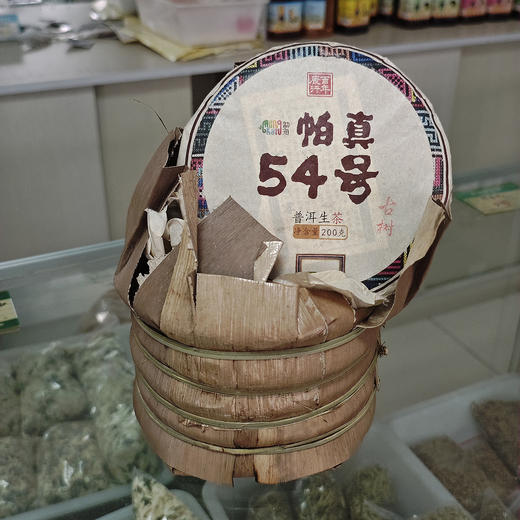 帕真
54号
普洱生茶
净含量 200克
古树